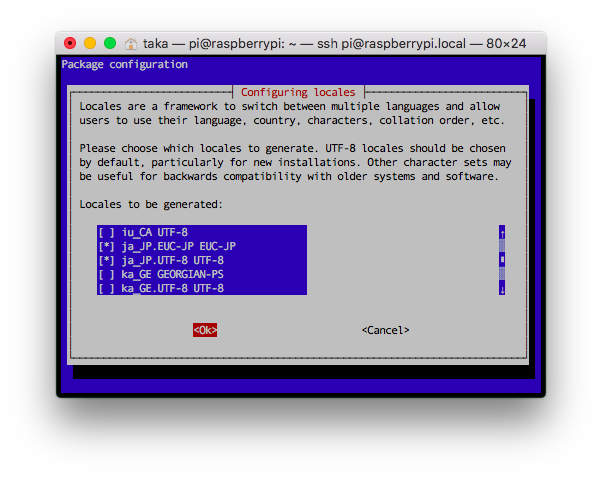 taka — pi@raspberrypi: ~ — ssh pi@raspberrypi.local — 80×24
Package configuration
Configuring locales
Locales are a framework to switch between multiple languages and allow
users to use their language, country, characters, collation order, etc.
Please choose which locales to generate. UTF-8 locales should be chosen
by default, particularly for new installations. Other character sets may
be useful for backwards compatibility with older systems and software.
Locales to be generated:
[ ] iu_CA UTF-8
[*] ja_JP.EUC-JP EUC-JP
[*] ja_JP.UTF-8 UTF-8
[ ] ka_GE GEORGIAN-PS
[ ] ka_GE.UTF-8 UTF-8
<Ok> <Cancel>